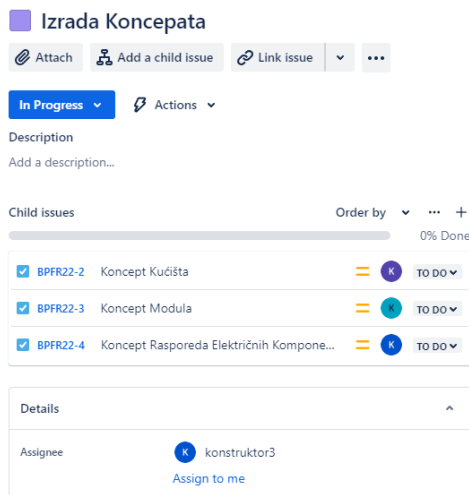 Izrada Koncepata
Attach Add a child issue Link issue
In Progress Actions
Description
Add a description...
Child issues Order by
0% Done
BPFR22-2 Koncept Kućišta K TO DO
BPFR22-3 Koncept Modula K TO DO
BPFR22-4 Koncept Rasporeda Električnih Kompone... K TO DO
Details
Assignee K konstruktor3
Assign to me